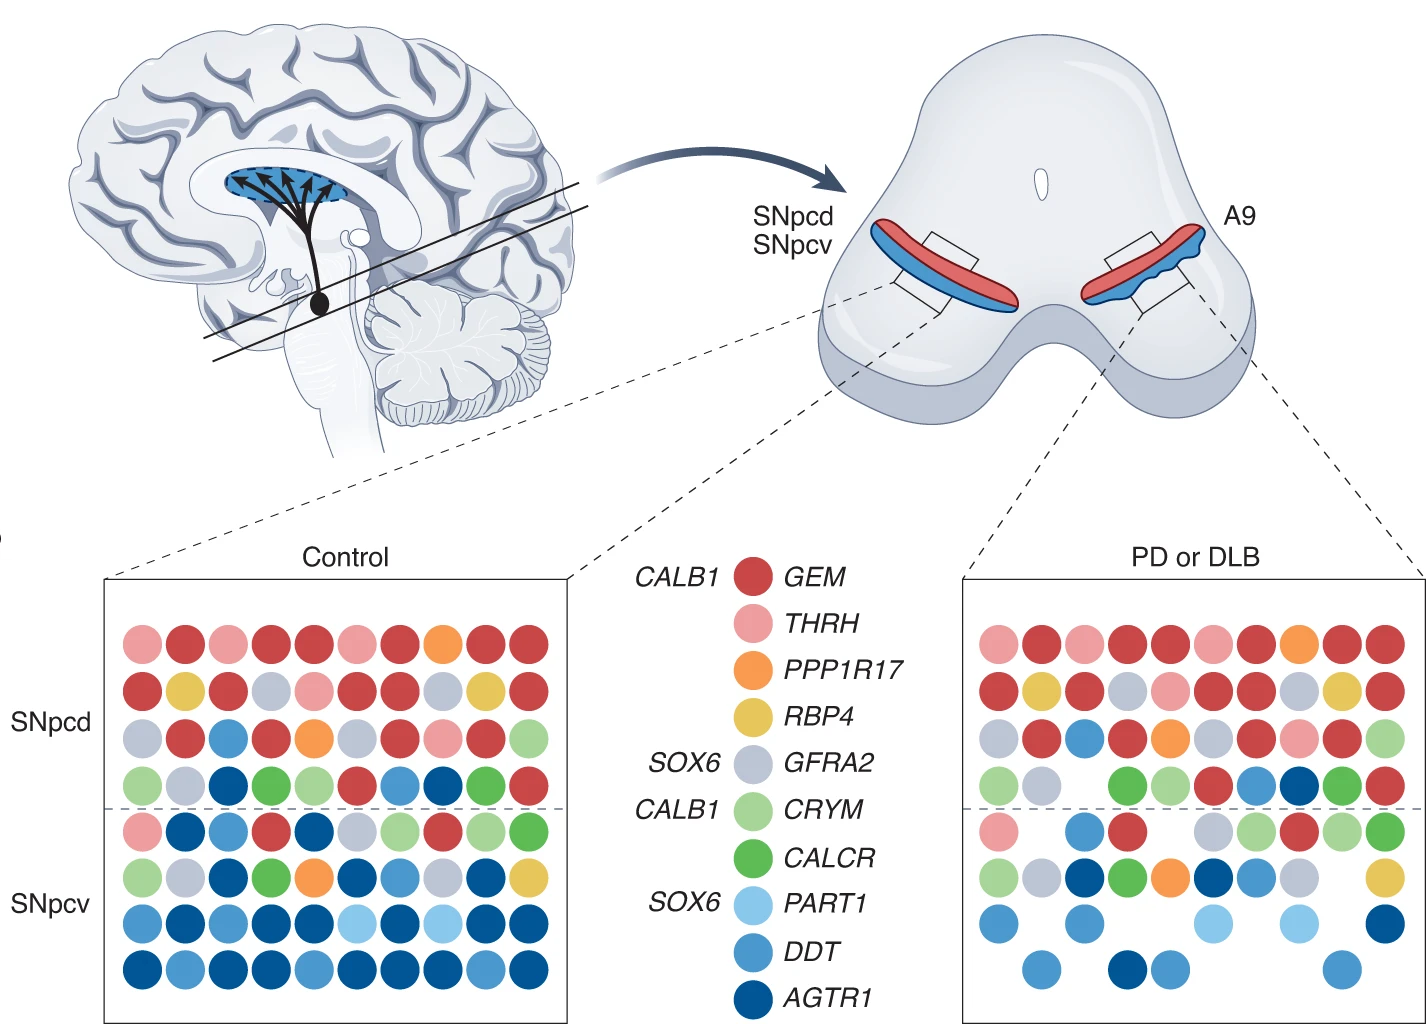 SNpcd
SNpcv
A9
Control
PD or DLB
SNpcd
SNpcv
CALB1 GEM
THRH
PPP1R17
RBP4
SOX6 GFRA2
CALB1 CRYM
CALCR
SOX6 PART1
DDT
AGTR1